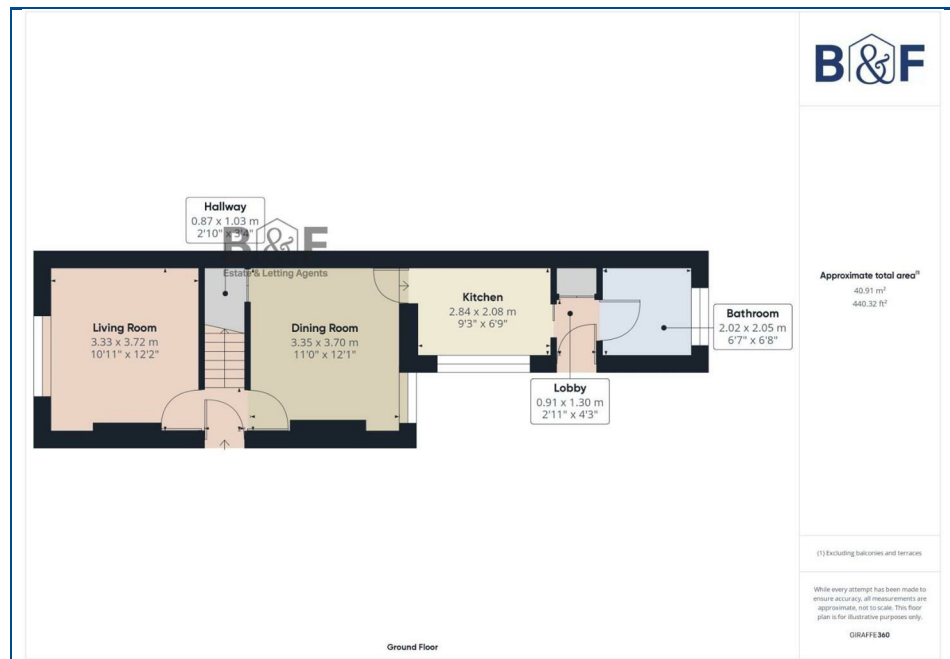 B&F
Hallway
0.87 x 1.03 m
2'10" x 3'4"
B&F
Estate & Letting Agents
Living Room
3.33 x 3.72 m
10'11" x 12'2"
Dining Room
3.35 x 3.70 m
11'0" x 12'1"
Kitchen
2.84 x 2.08 m
9'3" x 6'9"
Bathroom
2.02 x 2.05 m
6'7" x 6'8"
Lobby
0.91 x 1.30 m
2'11" x 4'3"
Ground Floor
Approximate total area⁽¹⁾
40.91 m²
440.32 ft²
(1) Excluding balconies and terraces
While every attempt has been made to
ensure accuracy, all measurements are
approximate, not to scale. This floor
plan is for illustrative purposes only.
GIRAFFE360